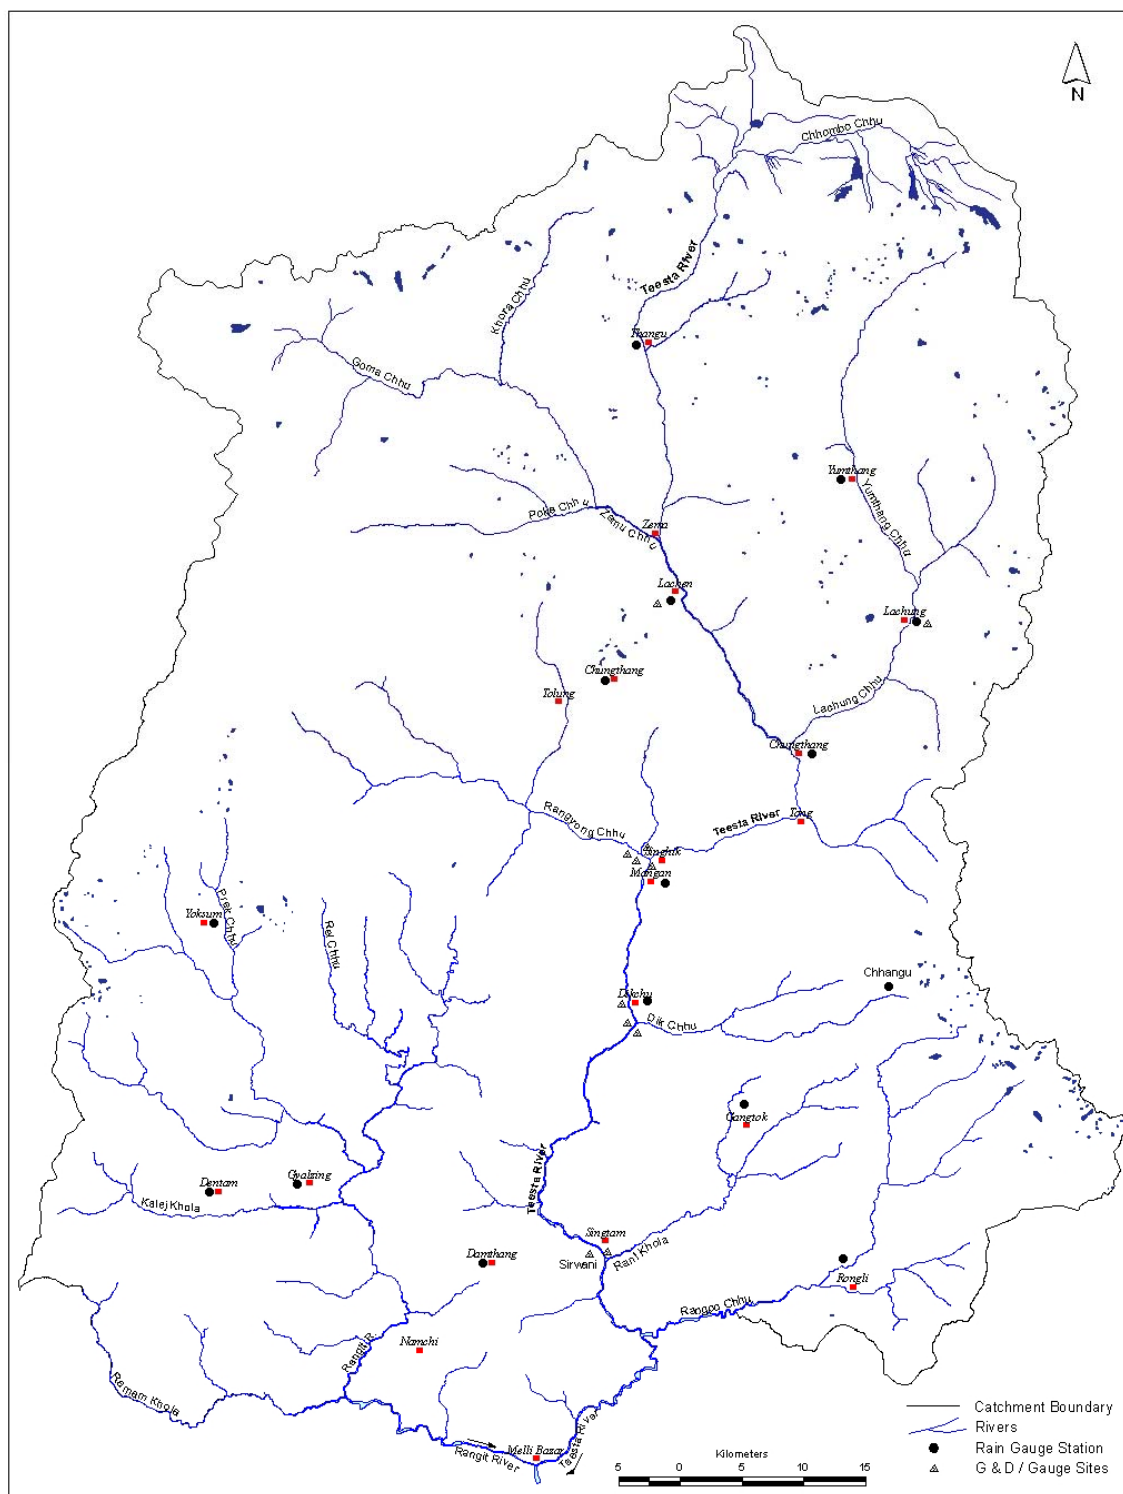 N
Chhombo Chhu
Teesta River
Khora Chhu
Thangu
Goma Chhu
Yumthang
Yumthang Chhu
Poke Chhu
Zemu Chhu
Zema
Lachen
Lachung
Chungthang
Tolung
Lachung Chhu
Chungthang
Rangyong Chhu
Teesta River
Tong
Singhik
Mangan
Prek Chhu
Yoksum
Rel Chhu
Chhangu
Dikchu
Dik Chhu
Gangtok
Teesta River
Gyalzing
Dentam
Kalej Khola
Singtam
Sirwani
Rani Khola
Damthang
Rongli
Rangpo Chhu
Namchi
Rangit R.
Ramam Khola
Teesta River
Melli Bazar
Rangit River
Catchment Boundary
Rivers
Rain Gauge Station
G & D / Gauge Sites
Kilometers
5 0 5 10 15